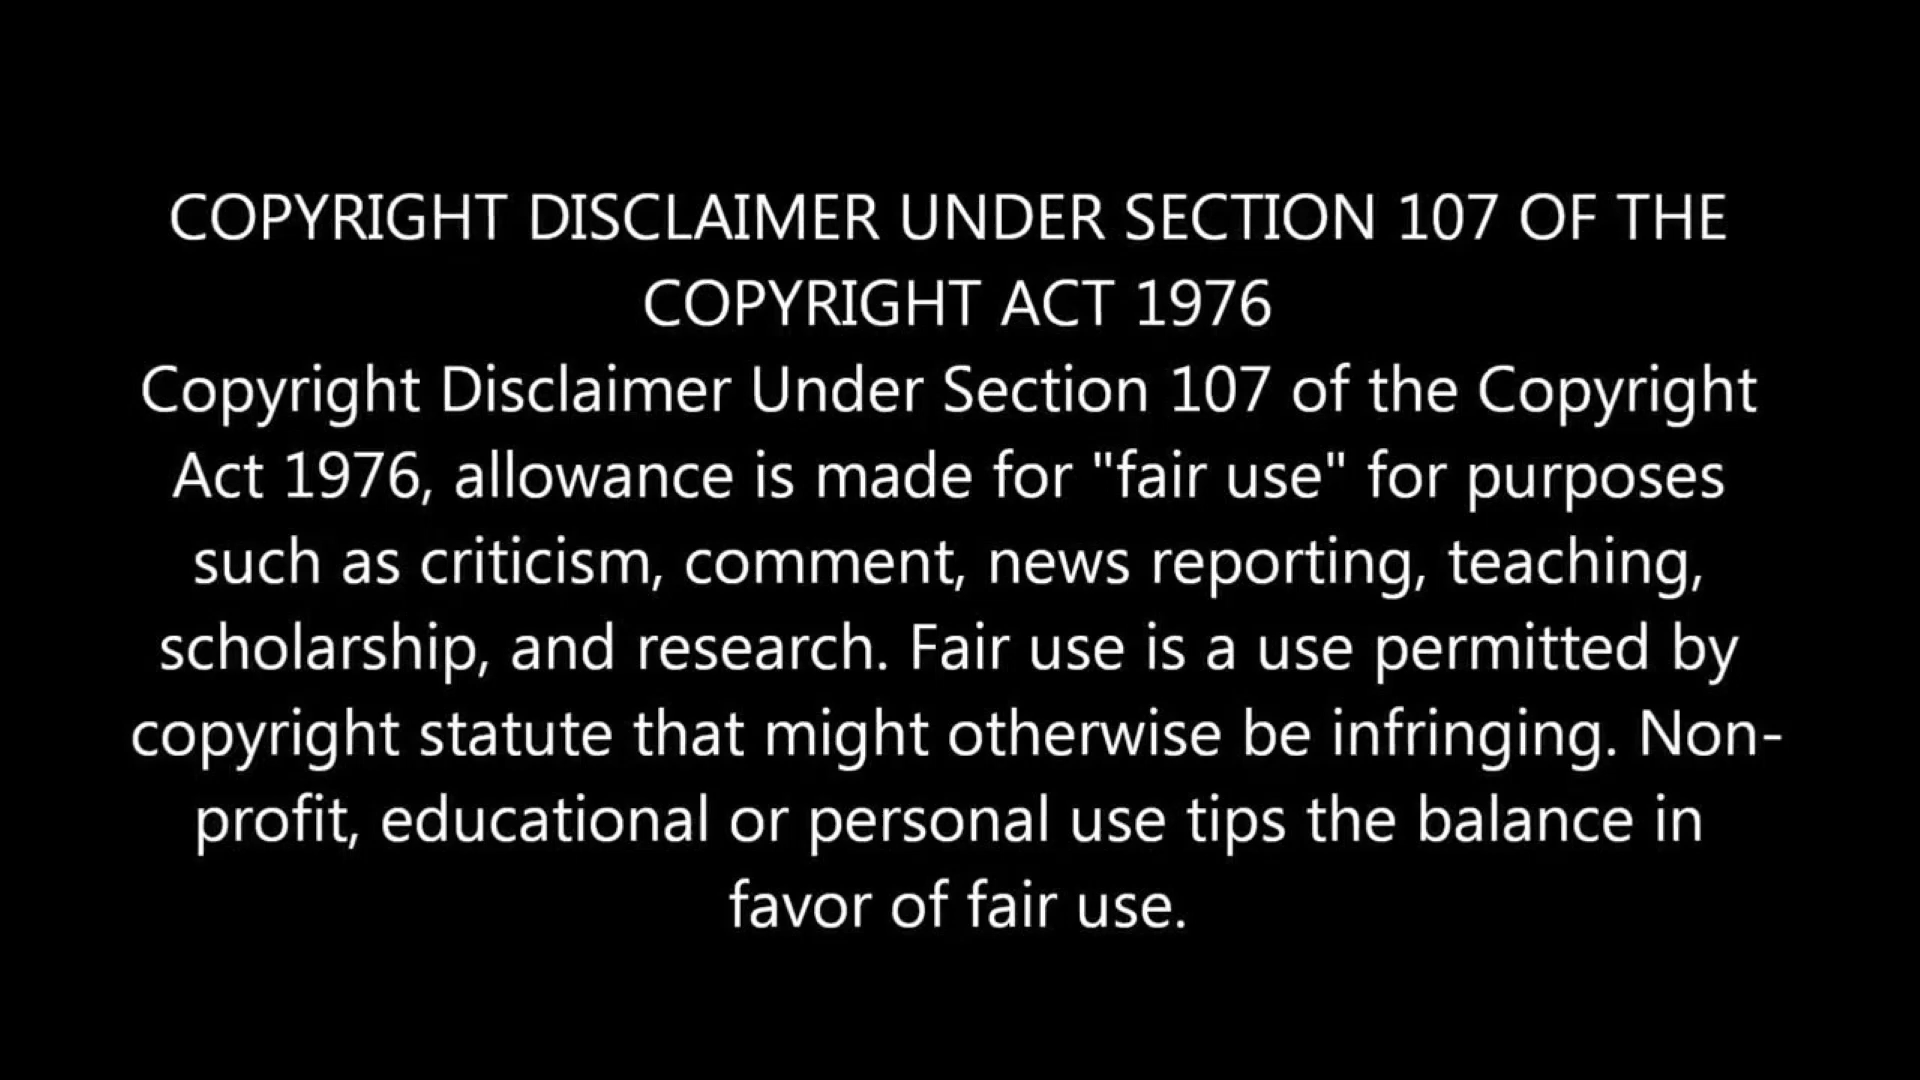 COPYRIGHT DISCLAIMER UNDER SECTION 107 OF THE
COPYRIGHT ACT 1976
Copyright Disclaimer Under Section 107 of the Copyright
Act 1976, allowance is made for "fair use" for purposes
such as criticism, comment, news reporting, teaching,
scholarship, and research. Fair use is a use permitted by
copyright statute that might otherwise be infringing. Non-
profit, educational or personal use tips the balance in
favor of fair use.